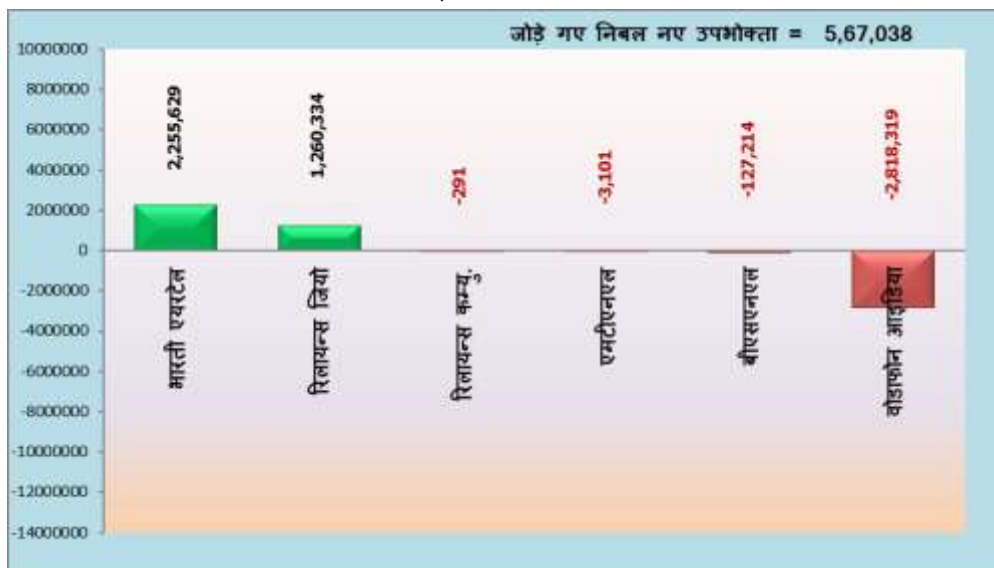 जोड़े गए निबल नए उपभोक्ता = 5,67,038
10000000
8000000
6000000
4000000
2000000
0
-2000000
-4000000
-6000000
-8000000
-10000000
-12000000
-14000000
2,255,629
1,260,334
-291
-3,101
-127,214
-2,818,319
भारती एयरटेल
रिलायन्स जियो
रिलायन्स कम्यु.
एमटीएनएल
बीएसएनएल
वोडाफोन आइडिया